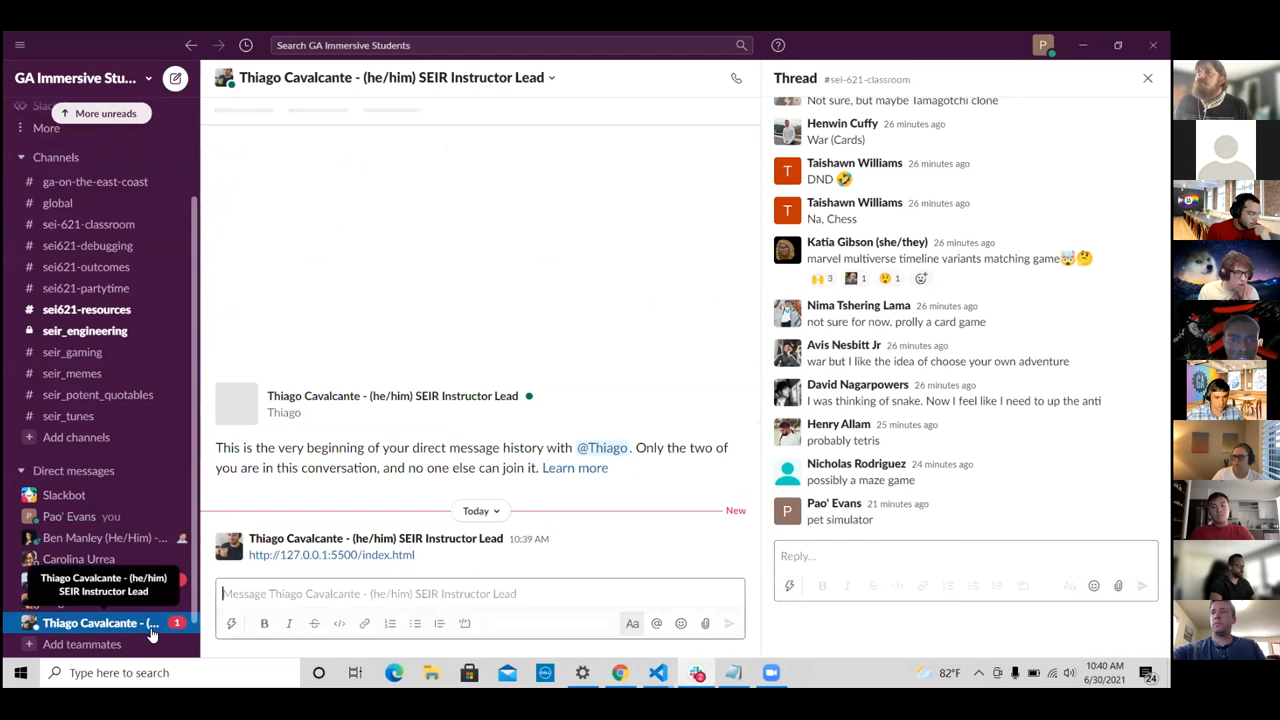 Search GA Immersive Students
P
GA Immersive Stu...
More unreads
More
Channels
# ga-on-the-east-coast
# global
# sei-621-classroom
# sei621-debugging
# sei621-outcomes
# sei621-partytime
# sei621-resources
seir_engineering
# seir_gaming
# seir_memes
# seir_potent_quotables
# seir_tunes
+ Add channels
Direct messages
Slackbot
Pao' Evans you
Ben Manley (He/Him) -...
Carolina Urrea
Thiago Cavalcante - (he/him)
SEIR Instructor Lead
Thiago Cavalcante - (... 1
+ Add teammates
Thiago Cavalcante - (he/him) SEIR Instructor Lead
Thiago Cavalcante - (he/him) SEIR Instructor Lead
Thiago
This is the very beginning of your direct message history with @Thiago. Only the two of
you are in this conversation, and no one else can join it. Learn more
Today
New
Thiago Cavalcante - (he/him) SEIR Instructor Lead 10:39 AM
http://127.0.0.1:5500/index.html
Message Thiago Cavalcante - (he/him) SEIR Instructor Lead
B I S Aa @
Thread #sei-621-classroom
Not sure, but maybe Tamagotchi clone
Henwin Cuffy 26 minutes ago
War (Cards)
T
Taishawn Williams 26 minutes ago
DND 🤣
T
Taishawn Williams 26 minutes ago
Na, Chess
Katia Gibson (she/they) 26 minutes ago
marvel multiverse timeline variants matching game🤯🤔
🙌 3 1 😲 1
Nima Tshering Lama 26 minutes ago
not sure for now. prolly a card game
Avis Nesbitt Jr 26 minutes ago
war but I like the idea of choose your own adventure
David Nagarpowers 26 minutes ago
I was thinking of snake. Now I feel like I need to up the anti
Henry Allam 25 minutes ago
probably tetris
Nicholas Rodriguez 24 minutes ago
possibly a maze game
P
Pao' Evans 21 minutes ago
pet simulator
Reply...
B I S Aa
Type here to search
DELL
82°F
10:40 AM
6/30/2021
24